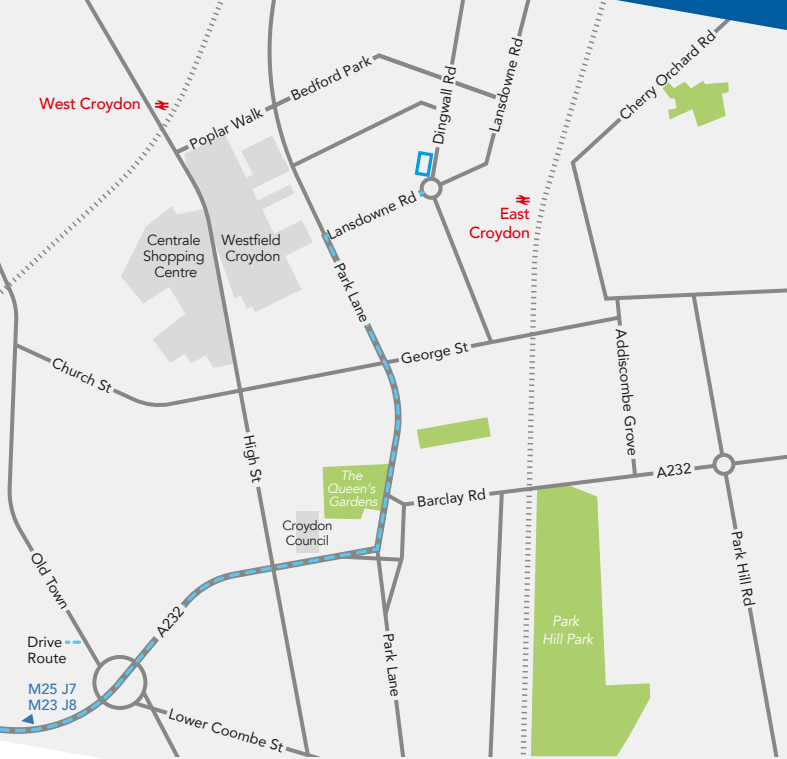 Cherry Orchard Rd
Lansdowne Rd
Dingwall Rd
Bedford Park
West Croydon
Poplar Walk
Lansdowne Rd
East
Croydon
Centrale
Shopping
Centre
Westfield
Croydon
Park Lane
George St
Church St
Addiscombe Grove
High St
A232
The
Queen's
Gardens
Barclay Rd
Croydon
Council
Park Hill Rd
Old Town
A232
Park
Hill Park
Drive
Route
Park Lane
M25 J7
M23 J8
Lower Coombe St